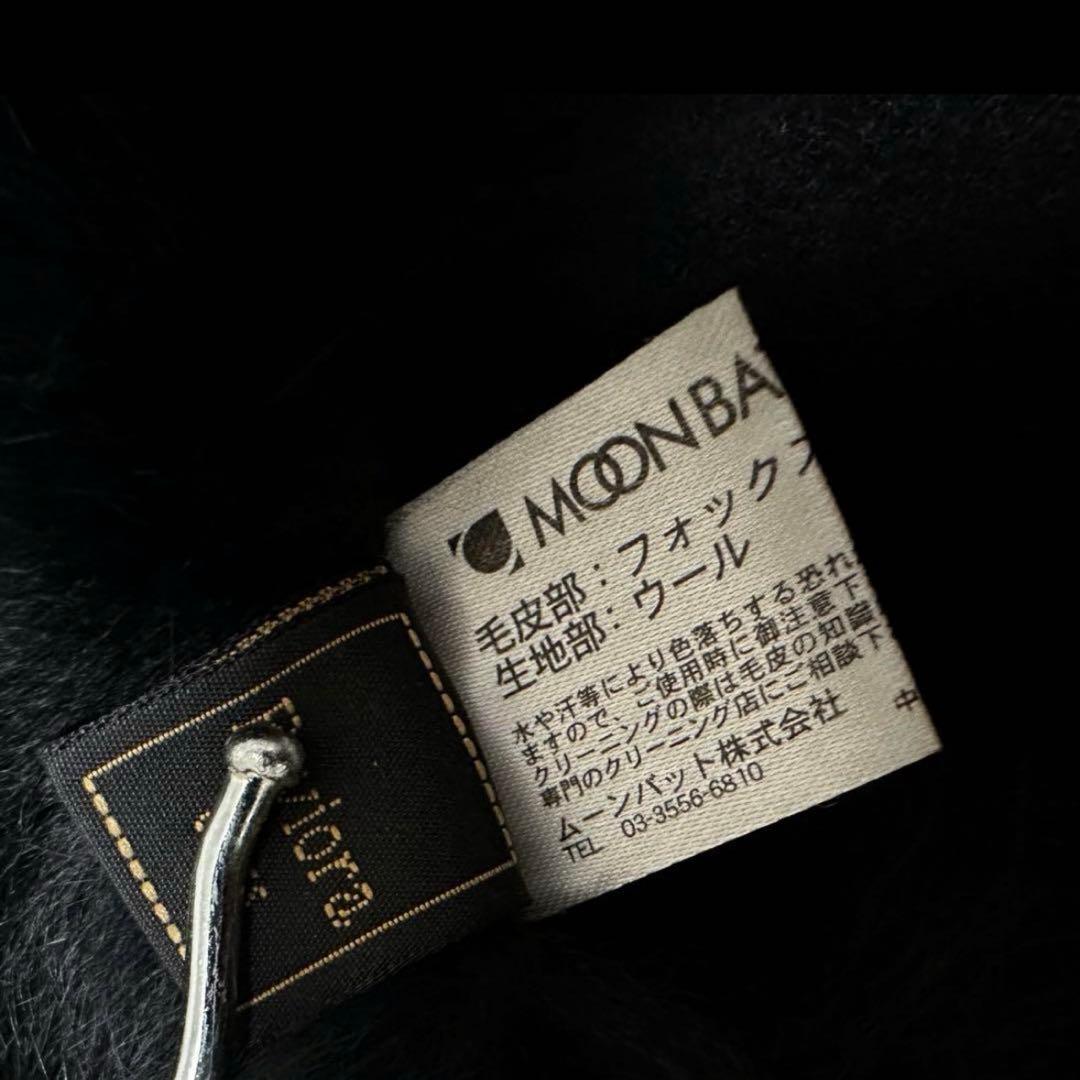 MOONBA
毛皮部：フォックス
生地部：ウール
水や汗等により色落ちする恐れ
ますので、ご使用時に御注意下
クリーニングの際は毛皮の知識
専門のクリーニング店にご相談下
ムーンバット株式会社 中
TEL 03-3556-6810